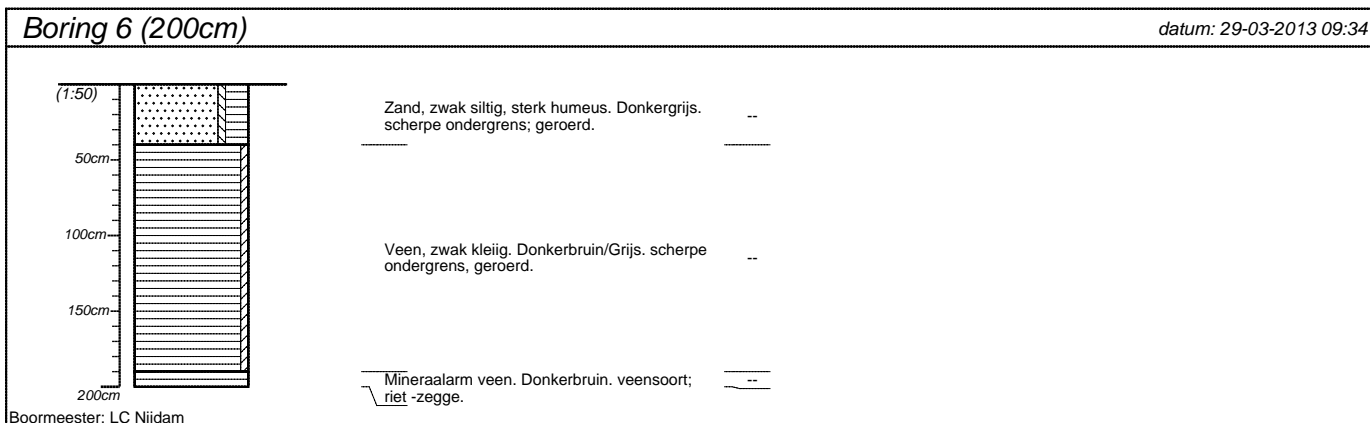 Boring 6 (200cm)
datum: 29-03-2013 09:34
(1:50)
Zand, zwak siltig, sterk humeus. Donkergrijs.
scherpe ondergrens; geroerd.
--
50cm
100cm
Veen, zwak kleiig. Donkerbruin/Grijs. scherpe
ondergrens, geroerd.
--
150cm
Mineraalarm veen. Donkerbruin. veensoort;
riet -zegge.
--
200cm
Boormeester: LC Nijdam